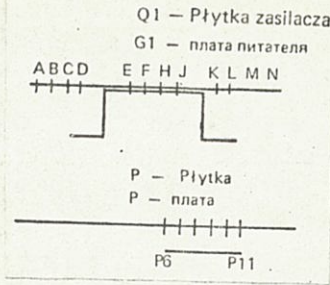 Q1 — Płytka zasilacza
G1 — плата питателя
A B C D E F H J K L M N
P — Płytka
P — плата
P6 P11